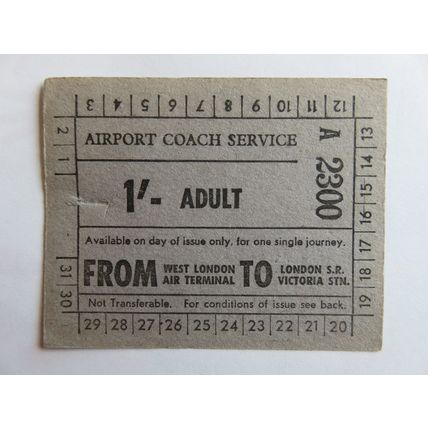 3 4 5 6 7 8 9 10 11 12
2 1
AIRPORT COACH SERVICE
A 2300
1/- ADULT
Available on day of issue only, for one single journey.
FROM WEST LONDON AIR TERMINAL TO LONDON S.R. VICTORIA STN.
Not Transferable. For conditions of issue see back.
31 30
13 14 15 16 17 18 19
29 28 27 26 25 24 23 22 21 20